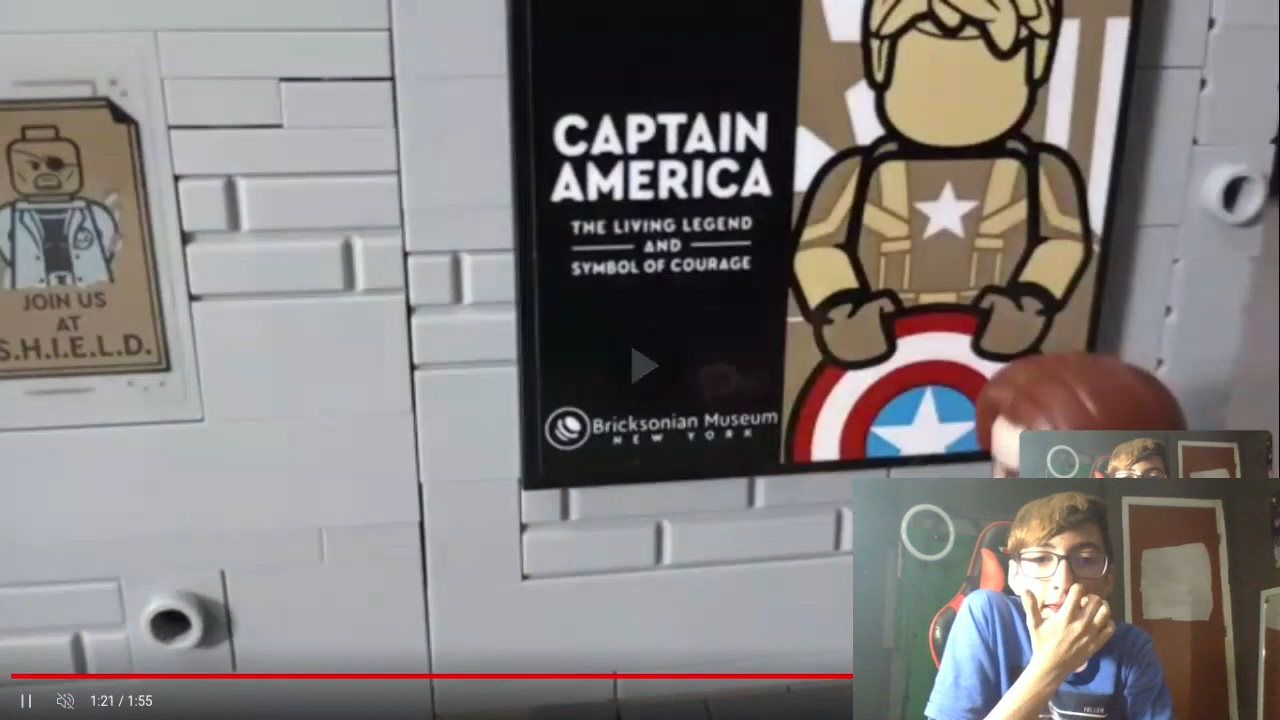 JOIN US
AT
S.H.I.E.L.D.
CAPTAIN
AMERICA
THE LIVING LEGEND
AND
SYMBOL OF COURAGE
Bricksonian Museum
NEW YORK
1:21 / 1:55